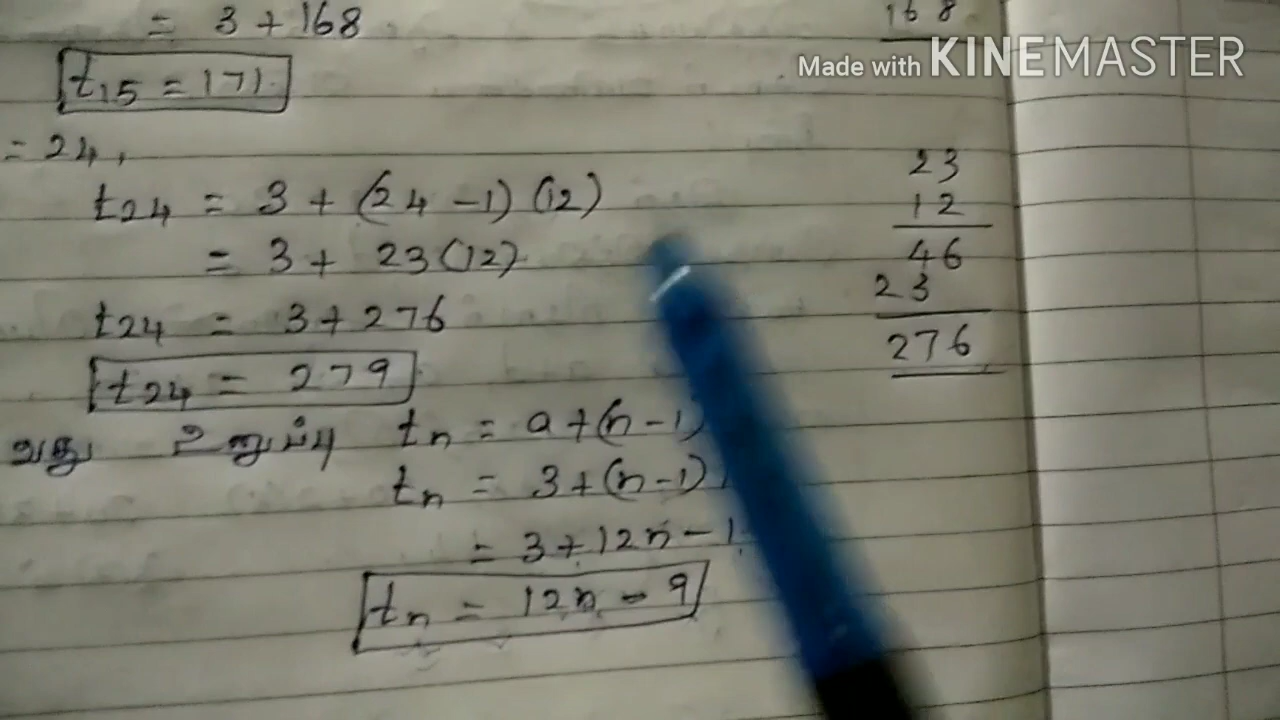 = 3 + 168
168
Made with KINEMASTER
t15 = 171
= 24,
t24 = 3 + (24 - 1) (12)
= 3 + 23(12)
t24 = 3 + 276
t24 = 279
23
12
46
23
276
வது உறுப்பு tn = a + (n - 1)
tn = 3 + (n - 1)
= 3 + 12n - 1
tn = 12n - 9